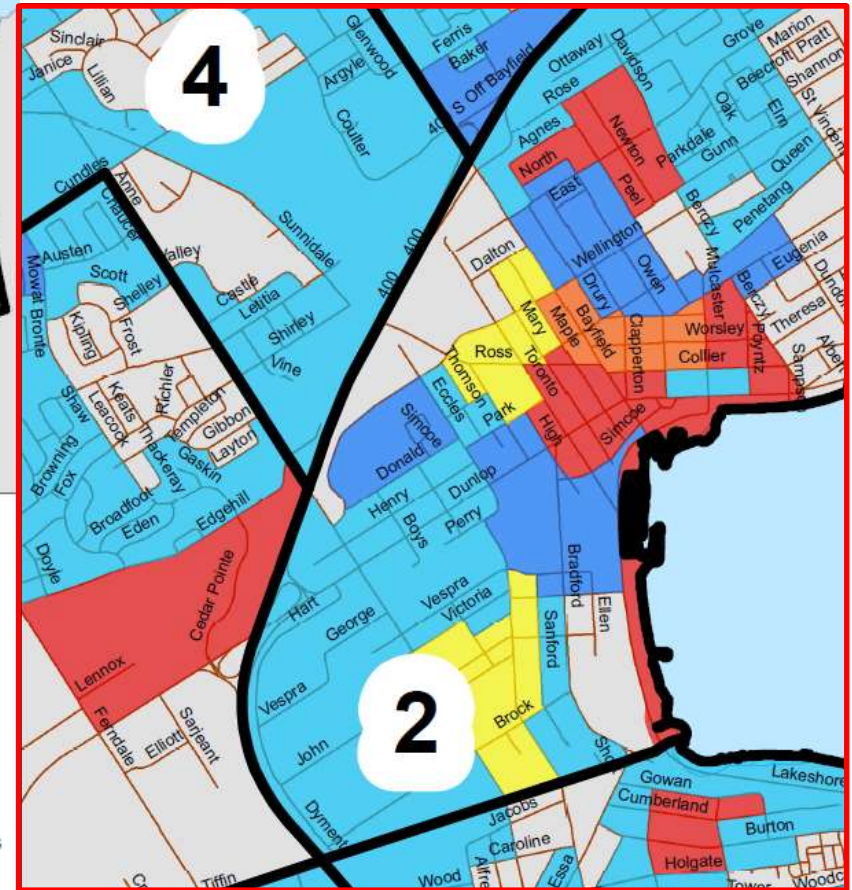 Sinclair
Janice
Lillian
4
Glenwood
Argyle
Coulter
Ferris
Baker
S Off Bayfield
Ottaway
Davidson
Grove
Marion
Pratt
Beecroft
Shannon
St Vincent
Rose
Agnes
North
Newton
Peel
Parkdale
Gunn
Oak
Elm
Queen
Cundles
Anne
Chaucer
Sunnidale
400
400
East
Wellington
Owen
Drury
Berczy
Mulcaster
Penetang
Eugenia
Berczy
Theresa
Austen
Mowat
Bronte
Scott
Shelley
Castle
Letitia
Shirley
Vine
Dalton
Mary
Maple
Bayfield
Clapperton
Worsley
Collier
Poyntz
Kipling
S Frost
Richler
Templeton
Gibbon
Layton
Keats
Leacock
Thackeray
Gaskin
Shaw
Browning
Fox
Broadfoot
Eden
Edgehill
Doyle
Ross
Toronto
Thomson
Eccles
Park
High
Simcoe
Simcoe
Donald
Henry
Dunlop
Boys
Perry
Bradford
Ellen
Cedar Pointe
Hart
George
Vespra
Victoria
Sanford
Lennox
Ferndale
Sarjeant
Elliott
Vespra
John
2
Brock
Dyment
Gowan
Lakeshore
Cumberland
Burton
Holgate
Jacobs
Caroline
Essa
Wood
Tiffin